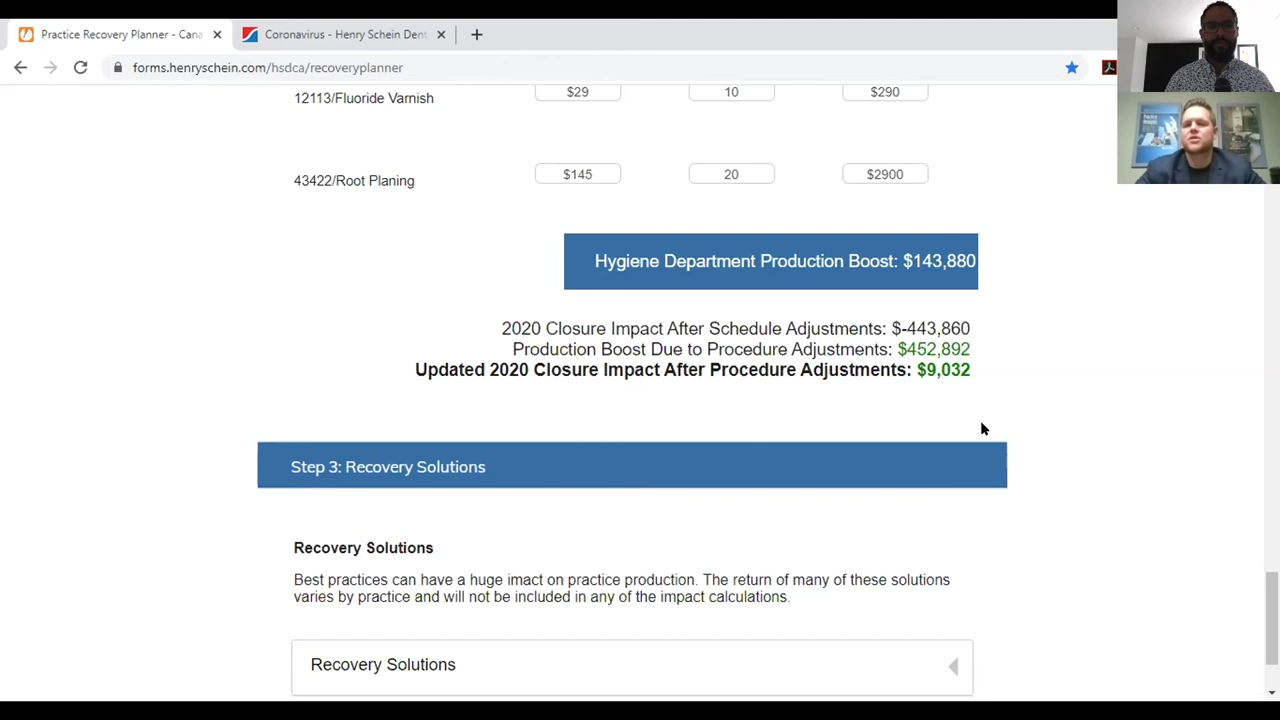 Practice Recovery Planner - Cana
Coronavirus - Henry Schein Dent
forms.henryschein.com/hsdca/recoveryplanner
12113/Fluoride Varnish $29 10 $290
43422/Root Planing $145 20 $2900
Hygiene Department Production Boost: $143,880
2020 Closure Impact After Schedule Adjustments: $-443,860
Production Boost Due to Procedure Adjustments: $452,892
Updated 2020 Closure Impact After Procedure Adjustments: $9,032
Step 3: Recovery Solutions
Recovery Solutions
Best practices can have a huge imact on practice production. The return of many of these solutions
varies by practice and will not be included in any of the impact calculations.
Recovery Solutions